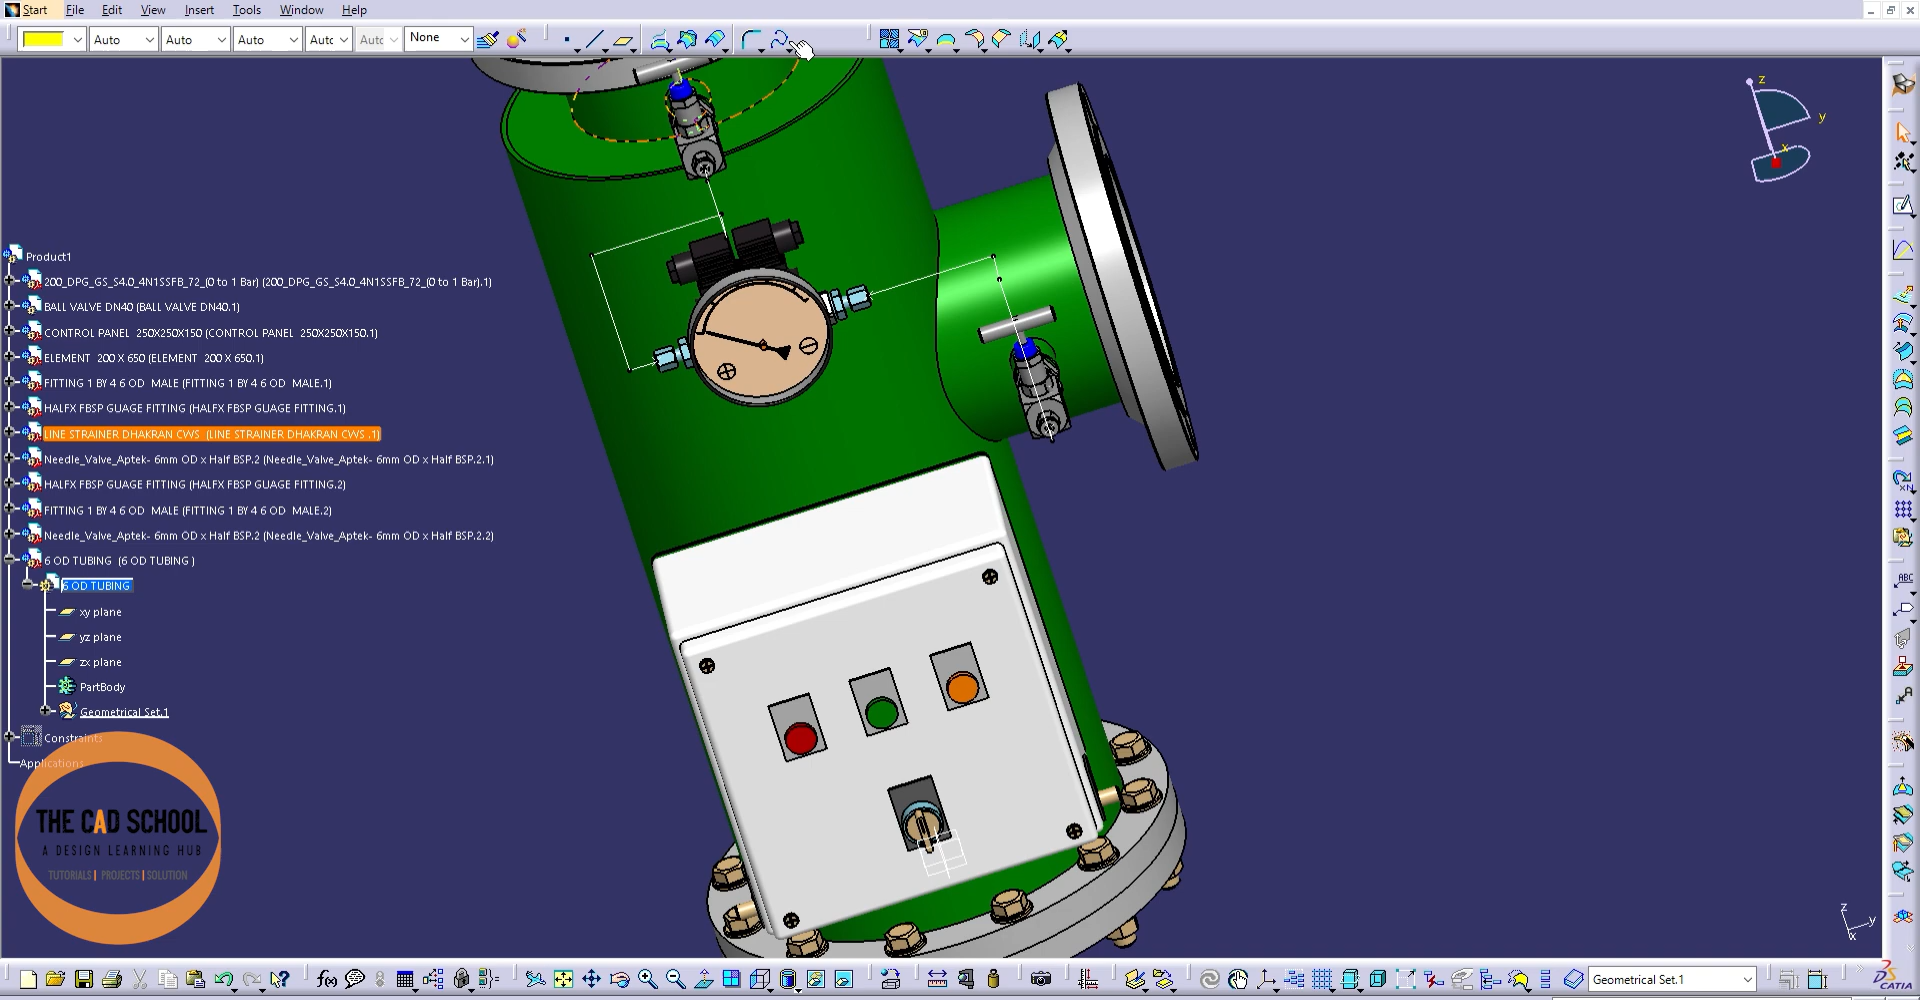 Start File Edit View Insert Tools Window Help
Auto Auto Auto Auto Auto None
z
y
x
Product1
200_DPG_GS_S4.0_4N1SSFB_72_(0 to 1 Bar) (200_DPG_GS_S4.0_4N1SSFB_72_(0 to 1 Bar).1)
BALL VALVE DN40 (BALL VALVE DN40.1)
CONTROL PANEL 250X250X150 (CONTROL PANEL 250X250X150.1)
ELEMENT 200 X 650 (ELEMENT 200 X 650.1)
FITTING 1 BY 4 6 OD MALE (FITTING 1 BY 4 6 OD MALE.1)
HALFX FBSP GUAGE FITTING (HALFX FBSP GUAGE FITTING.1)
LINE STRAINER DHAKRAN CWS (LINE STRAINER DHAKRAN CWS .1)
Needle_Valve_Aptek- 6mm OD x Half BSP.2 (Needle_Valve_Aptek- 6mm OD x Half BSP.2.1)
HALFX FBSP GUAGE FITTING (HALFX FBSP GUAGE FITTING.2)
FITTING 1 BY 4 6 OD MALE (FITTING 1 BY 4 6 OD MALE.2)
Needle_Valve_Aptek- 6mm OD x Half BSP.2 (Needle_Valve_Aptek- 6mm OD x Half BSP.2.2)
6 OD TUBING (6 OD TUBING )
6 OD TUBING
xy plane
yz plane
zx plane
PartBody
Geometrical Set.1
Constraints
Applications
THE CAD SCHOOL
A DESIGN LEARNING HUB
TUTORIALS| PROJECTS|SOLUTION
ABC
z
y
x
f(x)
Geometrical Set.1
CATIA